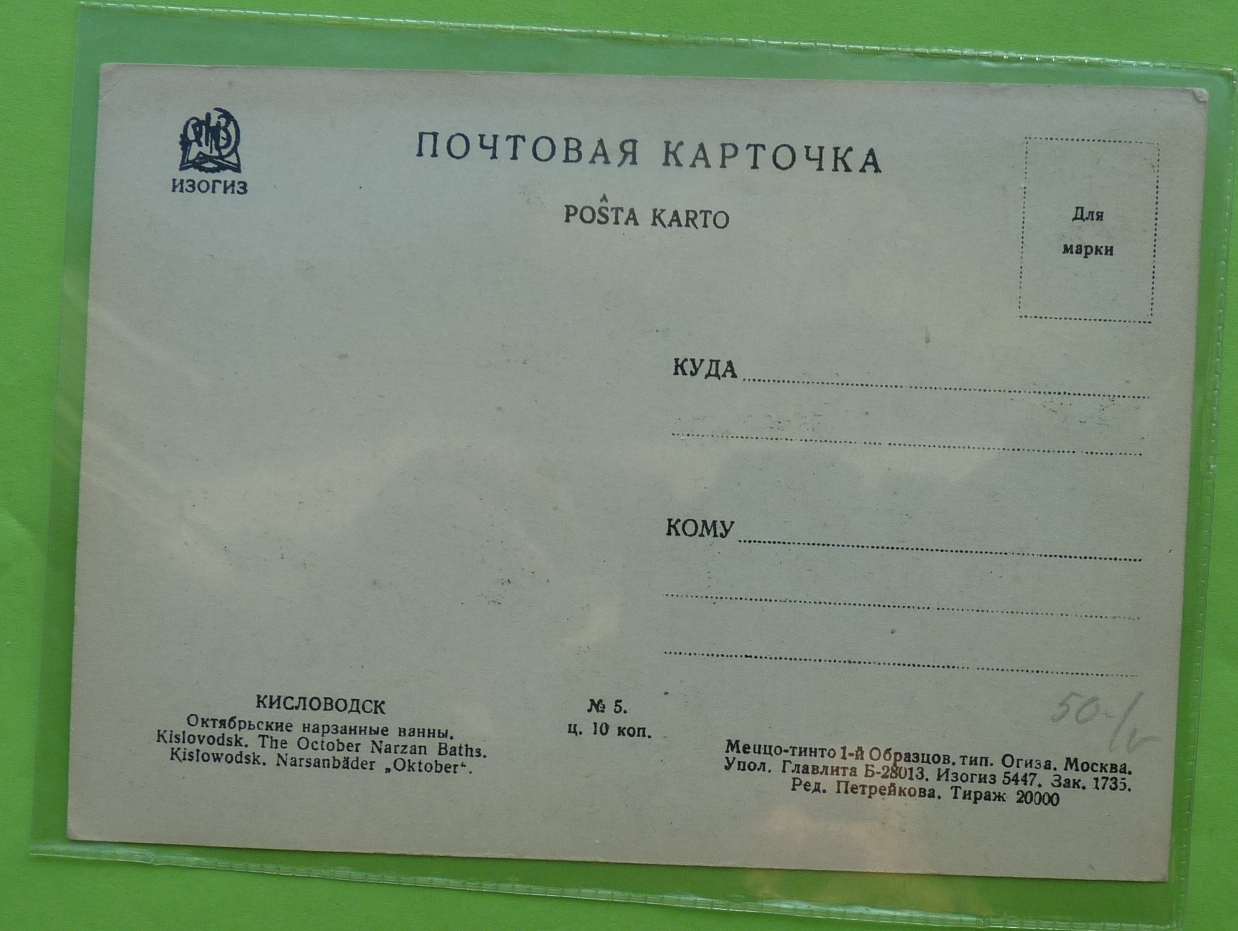 ИЗОГИЗ
ПОЧТОВАЯ КАРТОЧКА
POŜTA KARTO
Для
марки
КУДА
КОМУ
КИСЛОВОДСК
Октябрьские нарзанные ванны.
Kislovodsk. The October Narzan Baths.
Kislowodsk. Narsanbäder „Oktober“.
№ 5.
ц. 10 коп.
50-/
Меццо-тинто 1-й Образцов. тип. Огиза. Москва.
Упол. Главлита Б-28013. Изогиз 5447. Зак. 1735.
Ред. Петрейкова. Тираж 20000